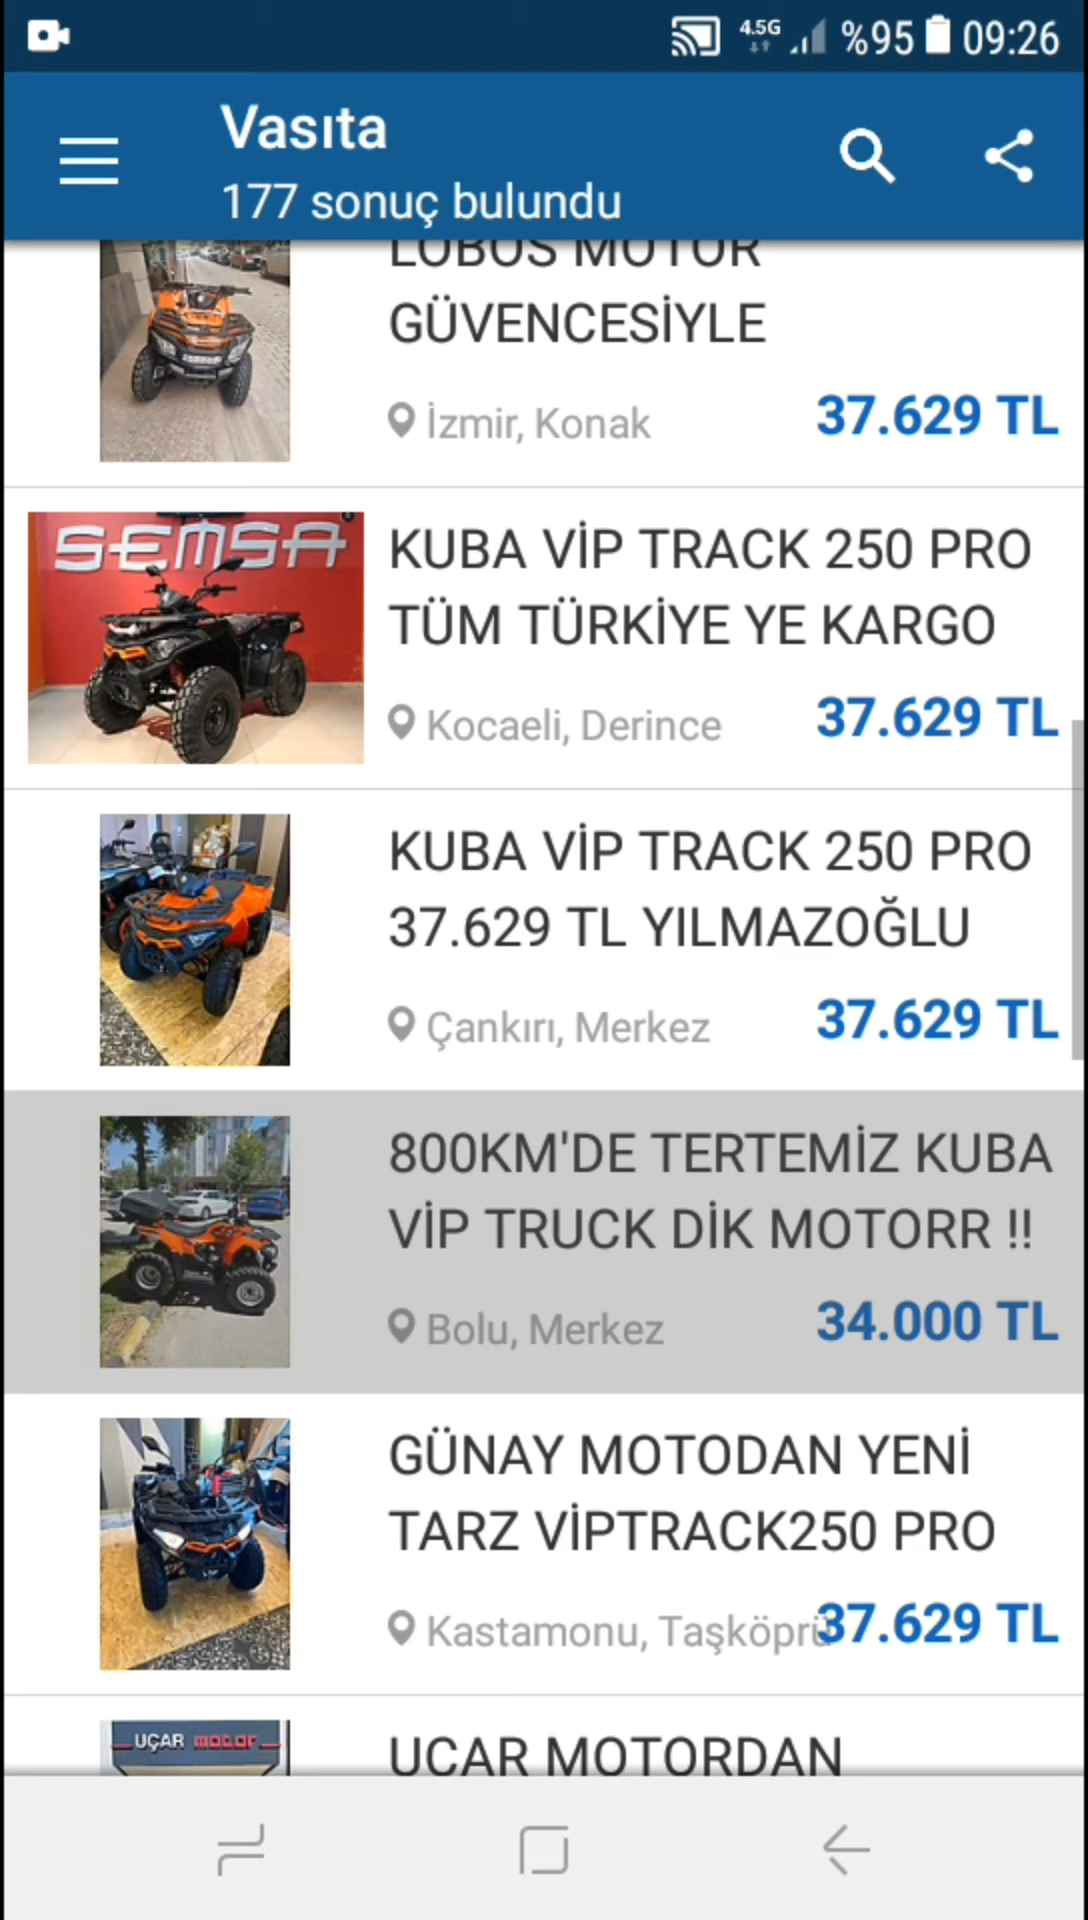 4.5G %95 09:26
Vasıta
177 sonuç bulundu
LOBOS MOTOR
GÜVENCESİYLE
İzmir, Konak 37.629 TL
SEMSA
KUBA VİP TRACK 250 PRO
TÜM TÜRKİYE YE KARGO
Kocaeli, Derince 37.629 TL
KUBA VİP TRACK 250 PRO
37.629 TL YILMAZOĞLU
Çankırı, Merkez 37.629 TL
800KM'DE TERTEMİZ KUBA
VİP TRUCK DİK MOTORR !!
Bolu, Merkez 34.000 TL
GÜNAY MOTODAN YENİ
TARZ VİPTRACK250 PRO
Kastamonu, Taşköprü 37.629 TL
UÇAR motor
UCAR MOTORDAN